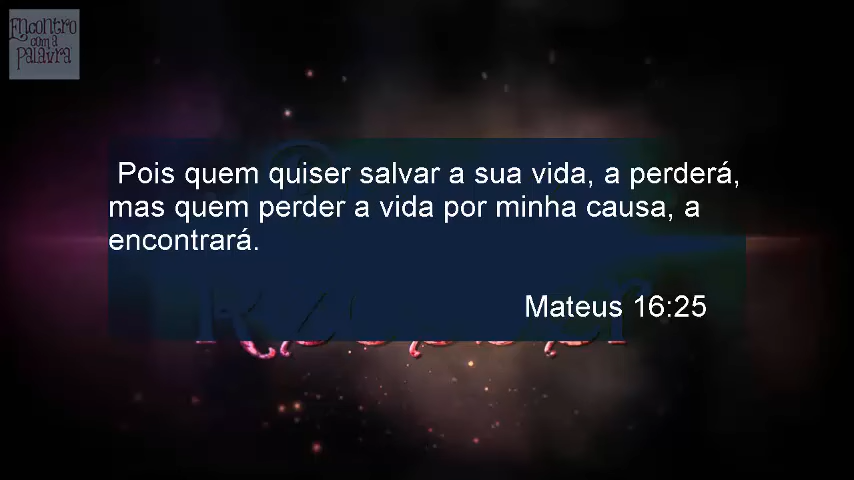 Encontro
com a
Palavra
Pois quem quiser salvar a sua vida, a perderá,
mas quem perder a vida por minha causa, a
encontrará.
Mateus 16:25